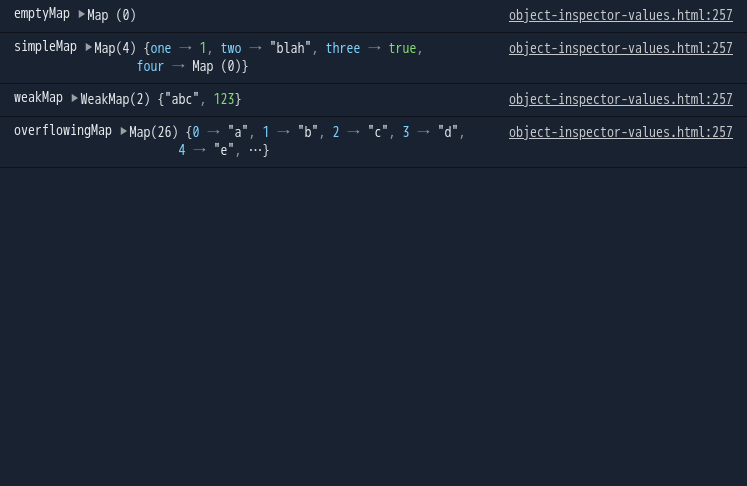 emptyMap ▶Map (0) object-inspector-values.html:257
simpleMap ▶Map(4) {one → 1, two → "blah", three → true, object-inspector-values.html:257
four → Map (0)}
weakMap ▶WeakMap(2) {"abc", 123} object-inspector-values.html:257
overflowingMap ▶Map(26) {0 → "a", 1 → "b", 2 → "c", 3 → "d", object-inspector-values.html:257
4 → "e", …}